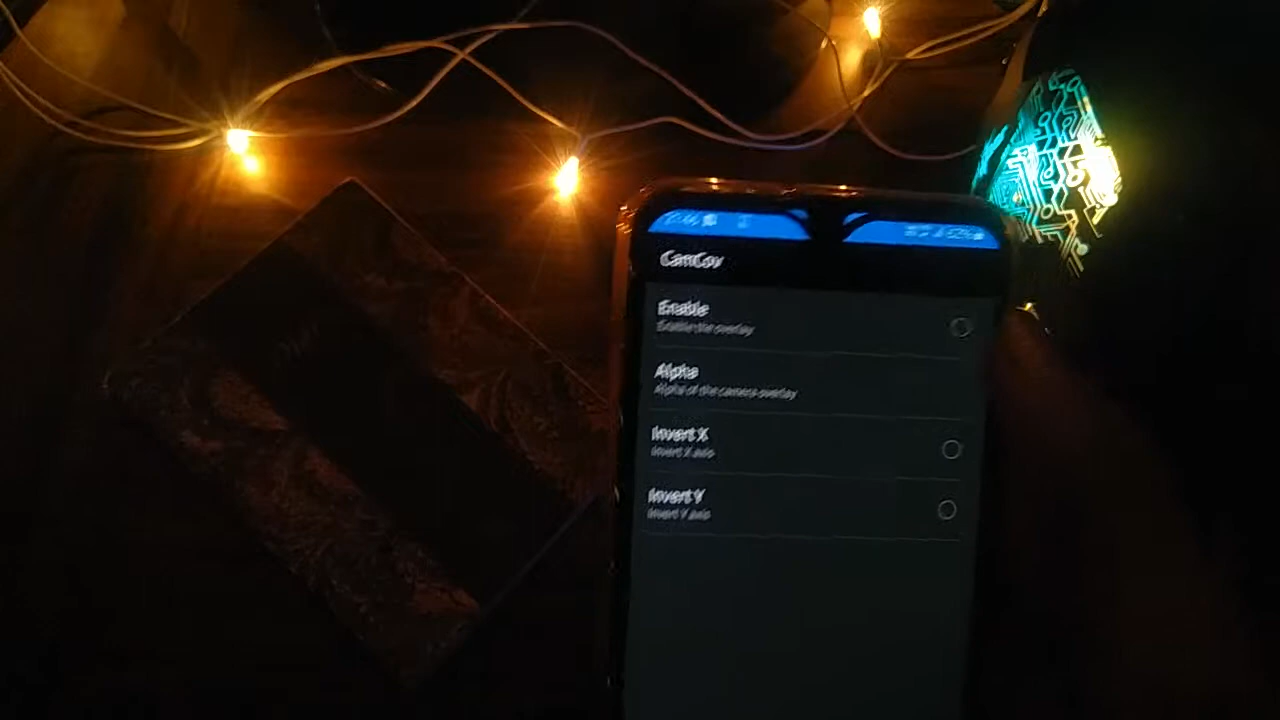 CamCov
Enable
Enable the overlay
Alpha
Alpha of the camera overlay
Invert X
Invert X axis
Invert Y
Invert Y axis